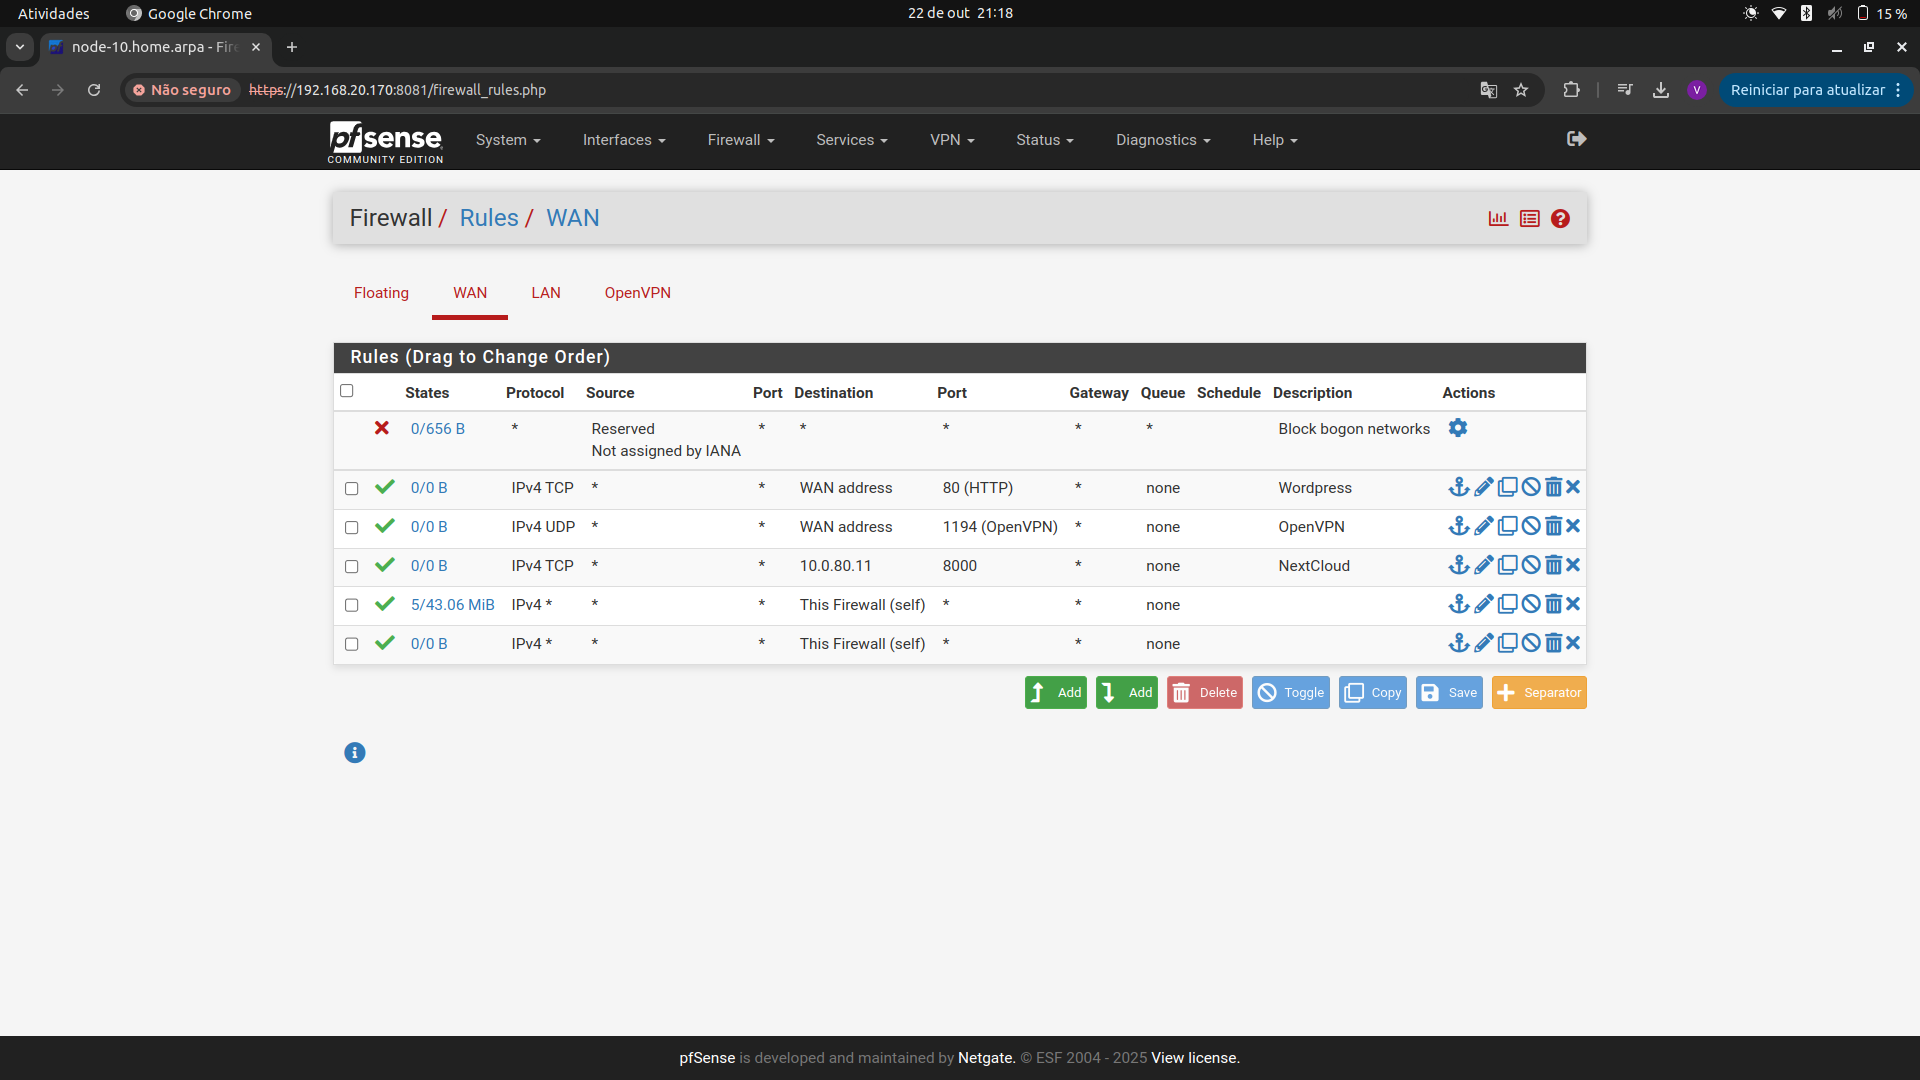 Atividades Google Chrome 22 de out 21:18 15 %
node-10.home.arpa - Fire
Não seguro https://192.168.20.170:8081/firewall_rules.php V Reiniciar para atualizar
pfsense System Interfaces Firewall Services VPN Status Diagnostics Help
COMMUNITY EDITION
Firewall / Rules / WAN
Floating WAN LAN OpenVPN
Rules (Drag to Change Order)
States Protocol Source Port Destination Port Gateway Queue Schedule Description Actions
0/656 B * Reserved * * * * * Block bogon networks
Not assigned by IANA
0/0 B IPv4 TCP * * WAN address 80 (HTTP) * none Wordpress
0/0 B IPv4 UDP * * WAN address 1194 (OpenVPN) * none OpenVPN
0/0 B IPv4 TCP * * 10.0.80.11 8000 * none NextCloud
5/43.06 MiB IPv4 * * * This Firewall (self) * * none
0/0 B IPv4 * * * This Firewall (self) * * none
Add Add Delete Toggle Copy Save Separator
pfSense is developed and maintained by Netgate. © ESF 2004 - 2025 View license.